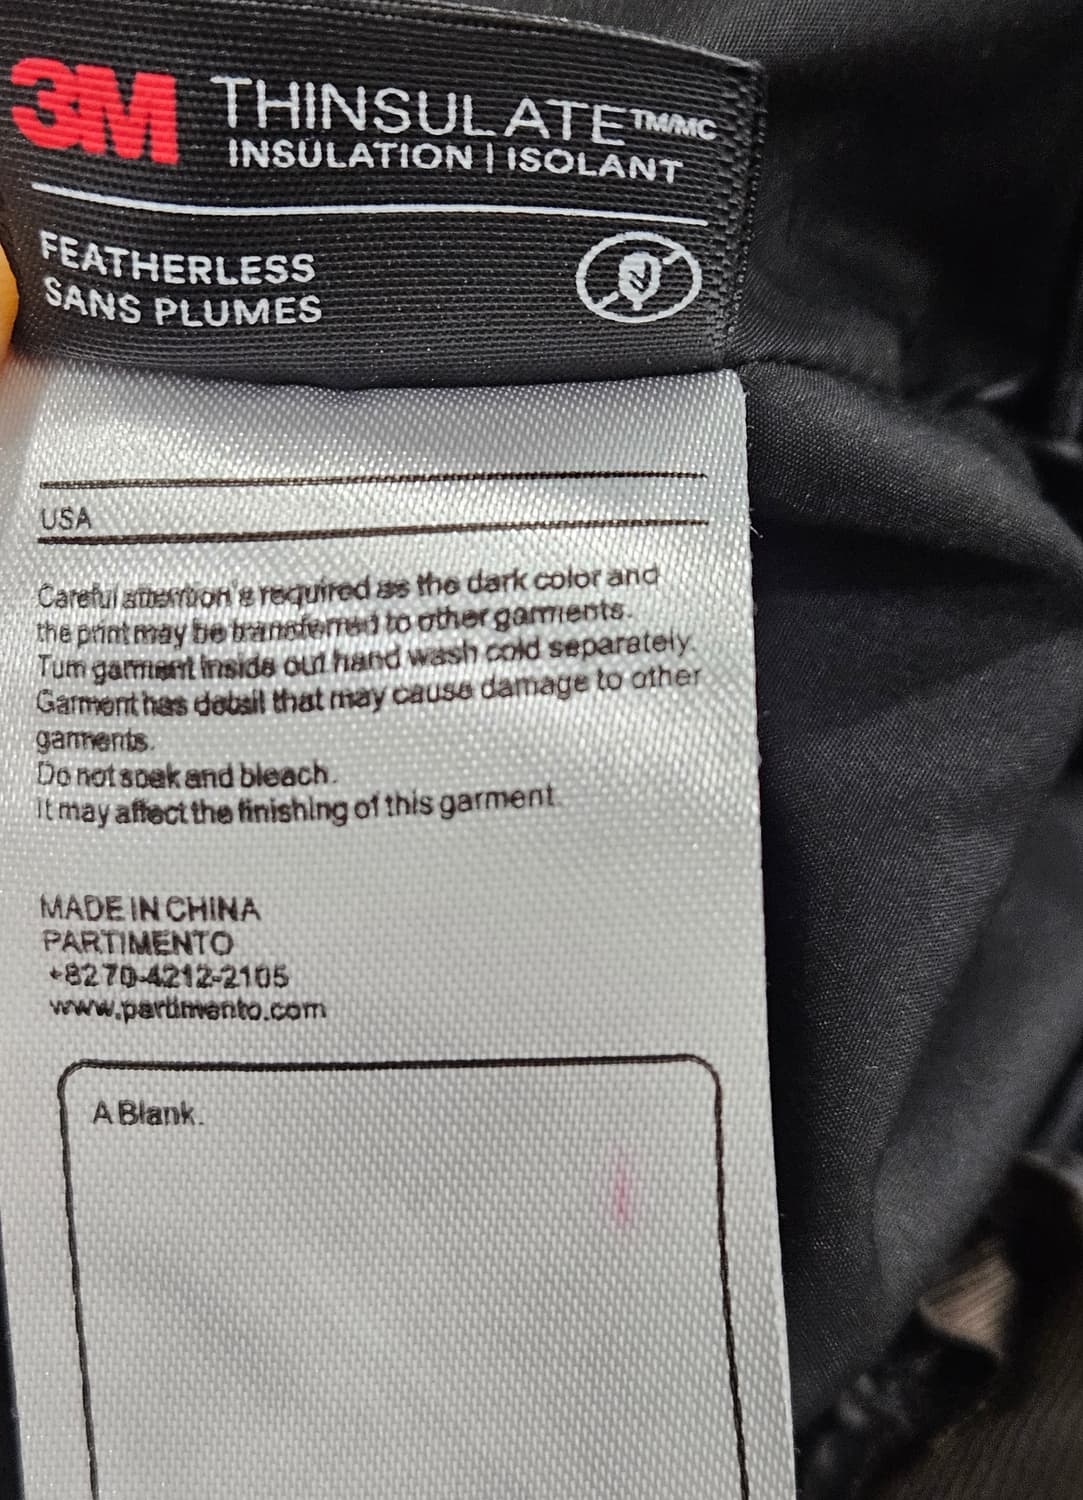 3M THINSULATE™/MC
INSULATION | ISOLANT
FEATHERLESS
SANS PLUMES
USA
Careful attention is required as the dark color and
the print may be transferred to other garments.
Turn garment inside out hand wash cold separately.
Garment has detail that may cause damage to other
garments.
Do not soak and bleach.
It may affect the finishing of this garment.
MADE IN CHINA
PARTIMENTO
+82 70-4212-2105
www.partimento.com
A Blank.